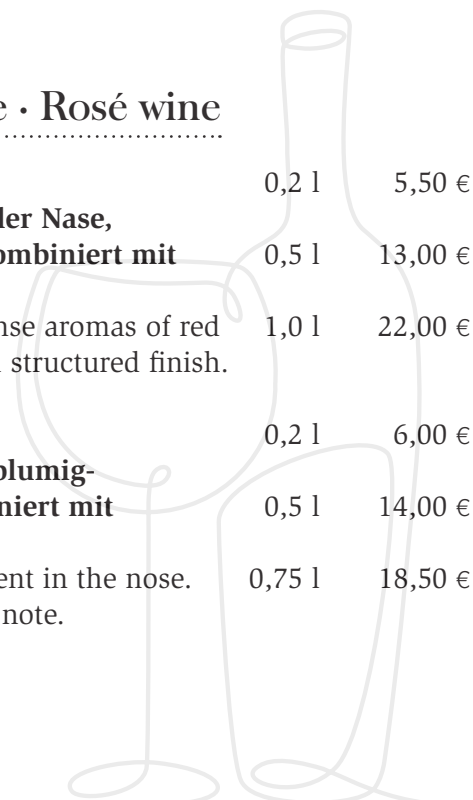 e · Rosé wine
0,2 l 5,50 €
der Nase,
ombiniert mit 0,5 l 13,00 €
nse aromas of red 1,0 l 22,00 €
structured finish.
0,2 l 6,00 €
blumig-
niert mit 0,5 l 14,00 €
ent in the nose. 0,75 l 18,50 €
note.